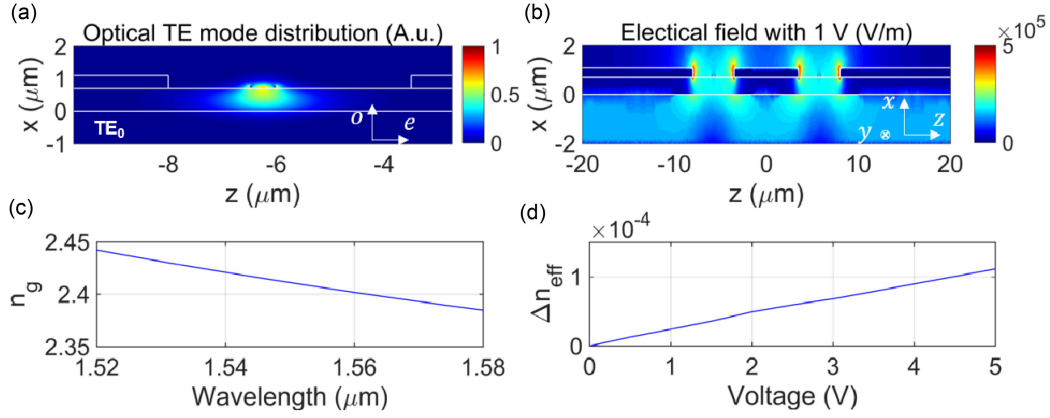 (a)
Optical TE mode distribution (A.u.)
2
1
0
-1
x (μm)
TE0
o
e
-8
-6
-4
z (μm)
1
0.5
0
(b)
Electical field with 1 V (V/m)
×10^5
2
0
-2
x (μm)
x
y ⊗
z
-20
-10
0
10
20
z (μm)
5
0
(c)
2.45
2.4
2.35
n_g
1.52
1.54
1.56
1.58
Wavelength (μm)
(d)
×10^-4
1
0
Δn_eff
0
1
2
3
4
5
Voltage (V)